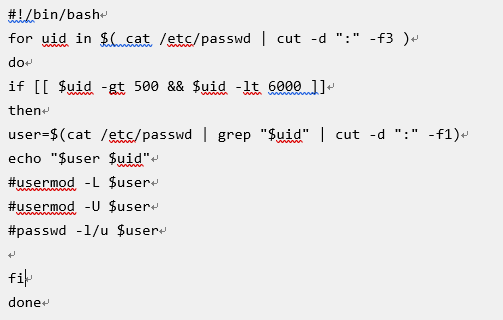 #!/bin/bash
for uid in $( cat /etc/passwd | cut -d ":" -f3 )
do
if [[ $uid -gt 500 && $uid -lt 6000 ]]
then
user=$(cat /etc/passwd | grep "$uid" | cut -d ":" -f1)
echo "$user $uid"
#usermod -L $user
#usermod -U $user
#passwd -l/u $user
fi
done